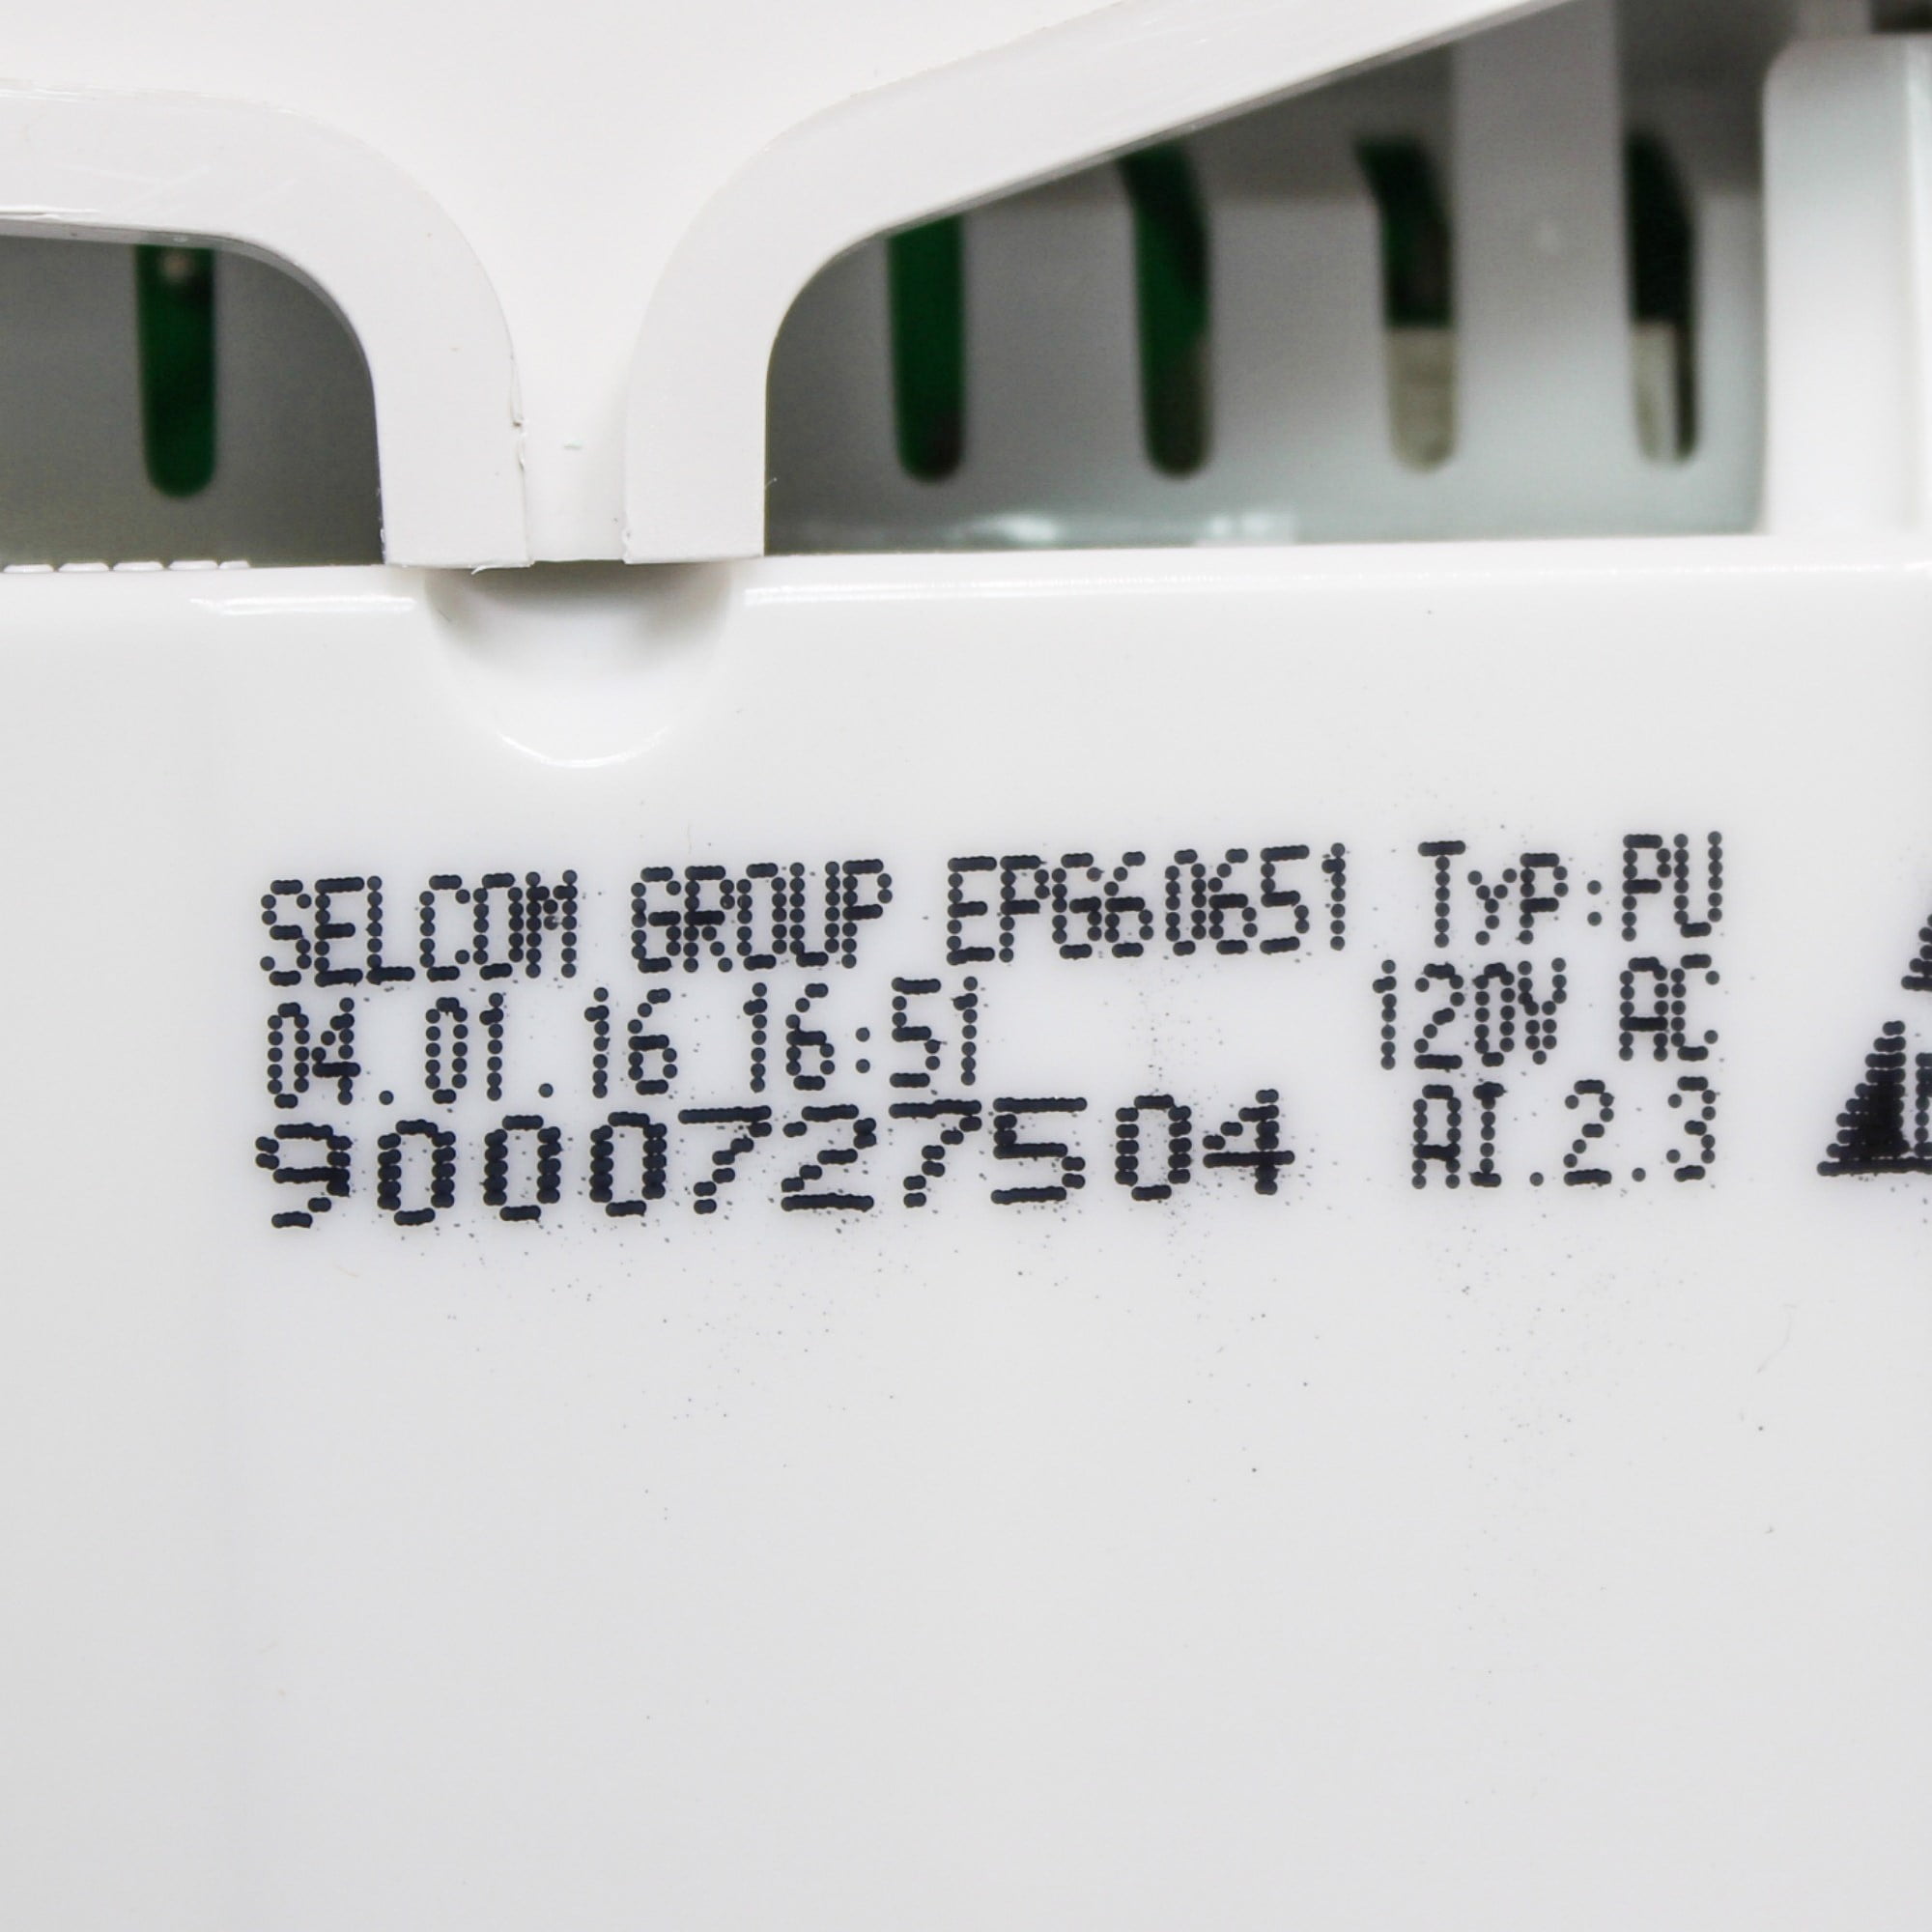 SELCOM GROUP EPG60651 Typ:PU
04.01.16 16:51 120V AC
9000727504 AI.2.3